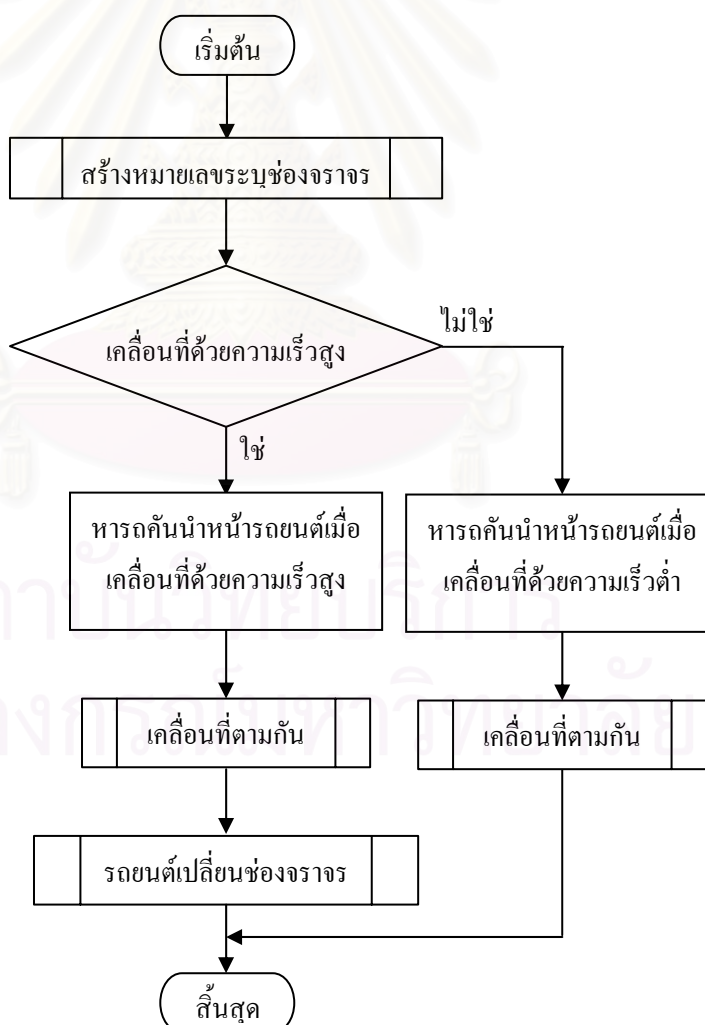 เริ่มต้น
สร้างหมายเลขระบุช่องจราจร
เคลื่อนที่ด้วยความเร็วสูง
ไม่ใช่
ใช่
หารถคันนำหน้ารถยนต์เมื่อ
เคลื่อนที่ด้วยความเร็วสูง
หารถคันนำหน้ารถยนต์เมื่อ
เคลื่อนที่ด้วยความเร็วต่ำ
เคลื่อนที่ตามกัน
เคลื่อนที่ตามกัน
รถยนต์เปลี่ยนช่องจราจร
สิ้นสุด